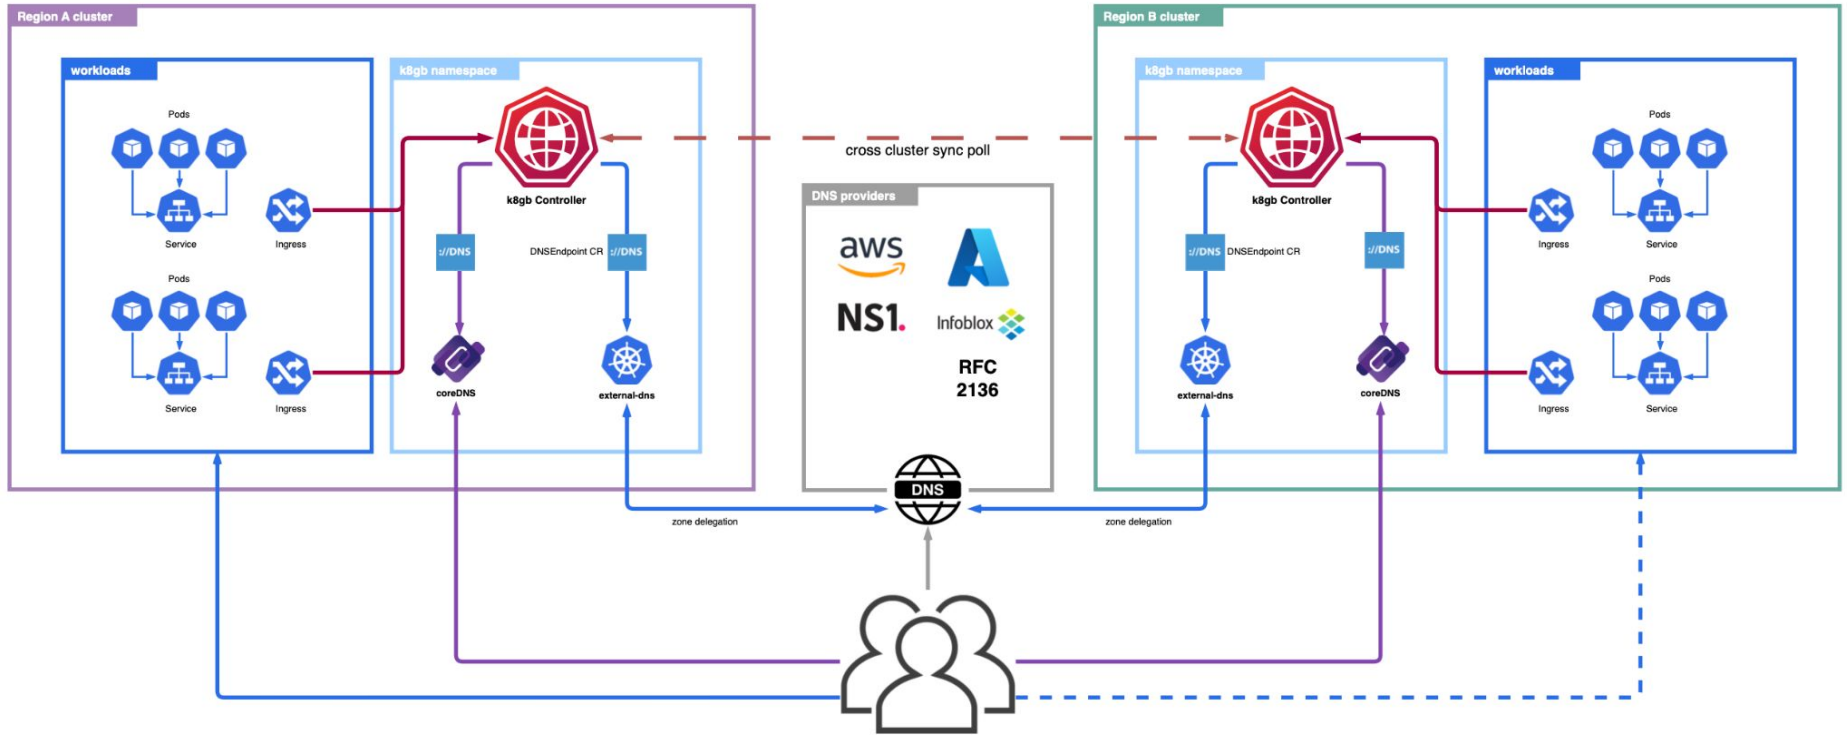 Region A cluster
workloads
Pods
Service
Ingress
Pods
Service
Ingress
k8gb namespace
k8gb Controller
://DNS
DNSEndpoint CR
://DNS
coreDNS
external-dns
cross cluster sync poll
DNS providers
aws
NS1.
Infoblox
RFC
2136
DNS
zone delegation
zone delegation
Region B cluster
k8gb namespace
k8gb Controller
://DNS
DNSEndpoint CR
://DNS
external-dns
coreDNS
workloads
Pods
Ingress
Service
Pods
Ingress
Service